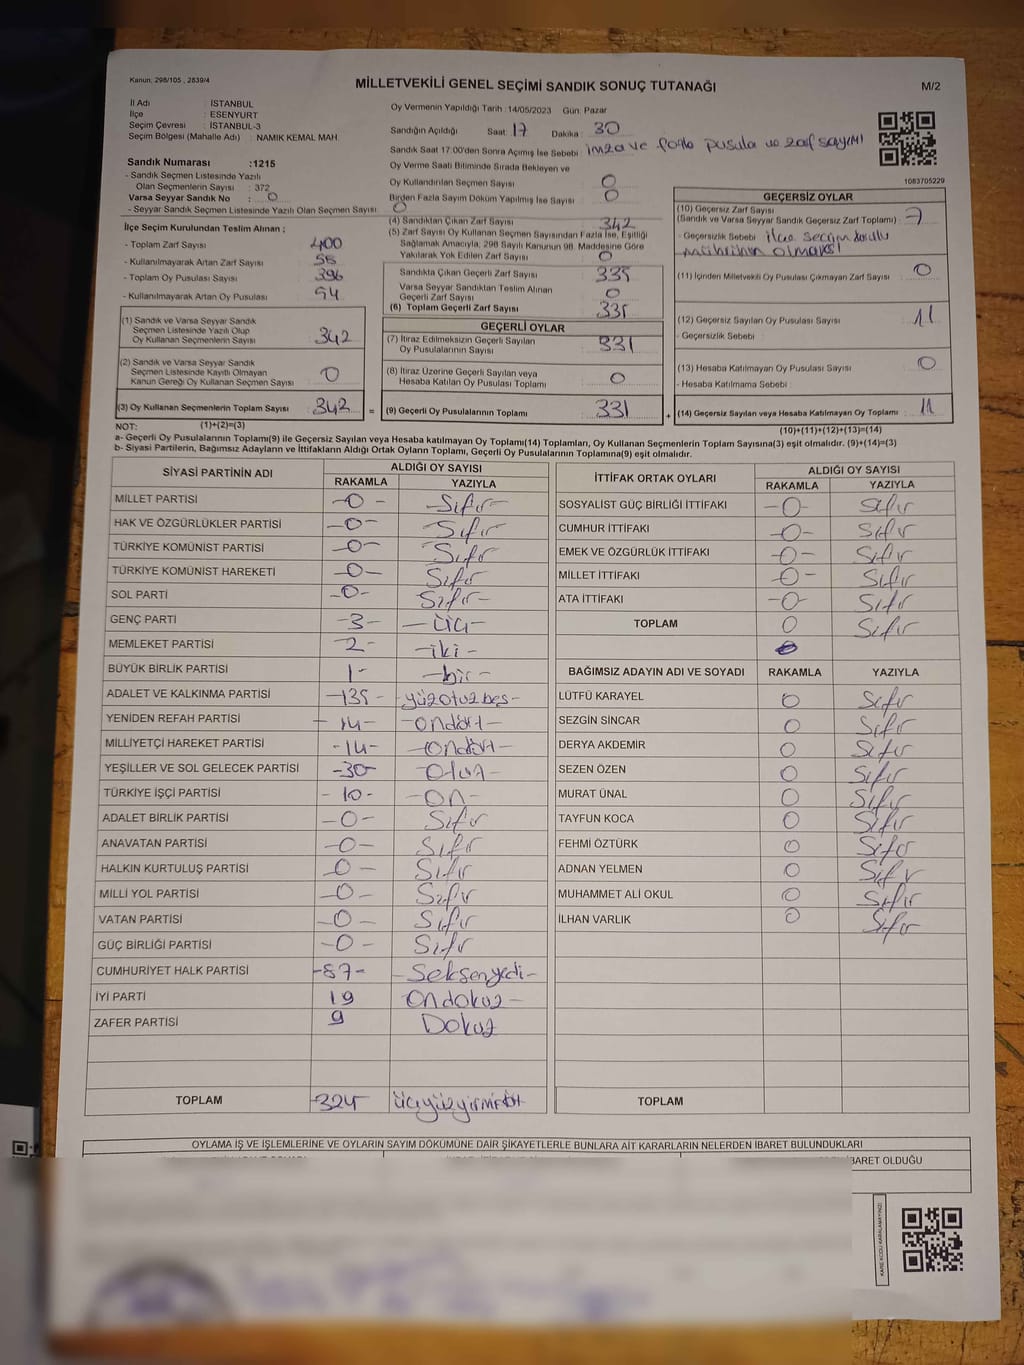 Kanun: 298/105 , 2839/4
MİLLETVEKİLİ GENEL SEÇİMİ SANDIK SONUÇ TUTANAĞI
M/2
İl Adı : İSTANBUL
İlçe : ESENYURT
Seçim Çevresi : İSTANBUL-3
Seçim Bölgesi (Mahalle Adı) : NAMIK KEMAL MAH.
Sandık Numarası :1215
- Sandık Seçmen Listesinde Yazılı
Olan Seçmenlerin Sayısı : 372
Varsa Seyyar Sandık No : 0
- Seyyar Sandık Seçmen Listesinde Yazılı Olan Seçmen Sayısı: 0
İlçe Seçim Kurulundan Teslim Alınan ;
- Toplam Zarf Sayısı 400
- Kullanılmayarak Artan Zarf Sayısı 58
- Toplam Oy Pusulası Sayısı 396
- Kullanılmayarak Artan Oy Pusulası 54
(1) Sandık ve Varsa Seyyar Sandık
Seçmen Listesinde Yazılı Olup
Oy Kullanan Seçmenlerin Sayısı 342
(2) Sandık ve Varsa Seyyar Sandık
Seçmen Listesinde Kayıtlı Olmayan
Kanun Gereği Oy Kullanan Seçmen Sayısı 0
(3) Oy Kullanan Seçmenlerin Toplam Sayısı 342
Oy Vermenin Yapıldığı Tarih : 14/05/2023 Gün: Pazar
Sandığın Açıldığı Saat: 17 Dakika : 30
Sandık Saat 17:00'den Sonra Açımış İse Sebebi : imza ve fazla pusula ve zarf sayımı
Oy Verme Saati Bitiminde Sırada Bekleyen ve
Oy Kullandırılan Seçmen Sayısı 0
Birden Fazla Sayım Döküm Yapılmış İse Sayısı 0
(4) Sandıktan Çıkan Zarf Sayısı 342
(5) Zarf Sayısı Oy Kullanan Seçmen Sayısından Fazla İse, Eşitliği
Sağlamak Amacıyla, 298 Sayılı Kanunun 98. Maddesine Göre
Yakılarak Yok Edilen Zarf Sayısı 0
Sandıkta Çıkan Geçerli Zarf Sayısı 335
Varsa Seyyar Sandıktan Teslim Alınan
Geçerli Zarf Sayısı 0
(6) Toplam Geçerli Zarf Sayısı 335
GEÇERLİ OYLAR
(7) İtiraz Edilmeksizin Geçerli Sayılan
Oy Pusulalarının Sayısı 331
(8) İtiraz Üzerine Geçerli Sayılan veya
Hesaba Katılan Oy Pusulası Toplamı 0
= (9) Geçerli Oy Pusulalarının Toplamı 331
1083705229
GEÇERSİZ OYLAR
(10) Geçersiz Zarf Sayısı
(Sandık ve Varsa Seyyar Sandık Geçersiz Zarf Toplamı) : 7
- Geçersizlik Sebebi : ilçe seçim kurulu
mührünün olmaması
(11) İçinden Milletvekili Oy Pusulası Çıkmayan Zarf Sayısı 0
(12) Geçersiz Sayılan Oy Pusulası Sayısı 11
- Geçersizlik Sebebi :
(13) Hesaba Katılmayan Oy Pusulası Sayısı 0
- Hesaba Katılmama Sebebi :
+ (14) Geçersiz Sayılan veya Hesaba Katılmayan Oy Toplamı 11
NOT: (1)+(2)=(3) (10)+(11)+(12)+(13)=(14)
a- Geçerli Oy Pusulalarının Toplamı(9) ile Geçersiz Sayılan veya Hesaba katılmayan Oy Toplamı(14) Toplamları, Oy Kullanan Seçmenlerin Toplam Sayısına(3) eşit olmalıdır. (9)+(14)=(3)
b- Siyasi Partilerin, Bağımsız Adayların ve İttifakların Aldığı Ortak Oyların Toplamı, Geçerli Oy Pusulalarının Toplamına(9) eşit olmalıdır.
SİYASİ PARTİNİN ADI ALDIĞI OY SAYISI
RAKAMLA YAZIYLA
MİLLET PARTİSİ -0- -Sıfır-
HAK VE ÖZGÜRLÜKLER PARTİSİ -0- -Sıfır
TÜRKİYE KOMÜNİST PARTİSİ -0- -Sıfır
TÜRKİYE KOMÜNİST HAREKETİ -0- Sıfır
SOL PARTİ -0- Sıfır-
GENÇ PARTİ -3- -üç-
MEMLEKET PARTİSİ 2- -iki-
BÜYÜK BİRLİK PARTİSİ 1- -bir-
ADALET VE KALKINMA PARTİSİ -135- -yüzotuzbeş-
YENİDEN REFAH PARTİSİ -14- -ondört-
MİLLİYETÇİ HAREKET PARTİSİ -14- -ondört-
YEŞİLLER VE SOL GELECEK PARTİSİ -30- -Otuz-
TÜRKİYE İŞÇİ PARTİSİ -10- -on-
ADALET BİRLİK PARTİSİ -0- Sıfır
ANAVATAN PARTİSİ -0- Sıfır
HALKIN KURTULUŞ PARTİSİ -0- Sıfır
MİLLİ YOL PARTİSİ -0- Sıfır
VATAN PARTİSİ -0- Sıfır
GÜÇ BİRLİĞİ PARTİSİ -0- Sıfır
CUMHURİYET HALK PARTİSİ -87- -Seksenyedi-
İYİ PARTİ 19 Ondokuz-
ZAFER PARTİSİ 9 Dokuz
TOPLAM -324 üçyüzyirmidört
İTTİFAK ORTAK OYLARI ALDIĞI OY SAYISI
RAKAMLA YAZIYLA
SOSYALİST GÜÇ BİRLİĞİ İTTİFAKI -0- Sıfır
CUMHUR İTTİFAKI -0- Sıfır
EMEK VE ÖZGÜRLÜK İTTİFAKI -0- Sıfır
MİLLET İTTİFAKI -0- Sıfır
ATA İTTİFAKI -0- Sıfır
TOPLAM 0 Sıfır
BAĞIMSIZ ADAYIN ADI VE SOYADI RAKAMLA YAZIYLA
LÜTFÜ KARAYEL 0 Sıfır
SEZGİN SİNCAR 0 Sıfır
DERYA AKDEMİR 0 Sıfır
SEZEN ÖZEN 0 Sıfır
MURAT ÜNAL 0 Sıfır
TAYFUN KOCA 0 Sıfır
FEHMİ ÖZTÜRK 0 Sıfır
ADNAN YELMEN 0 Sıfır
MUHAMMET ALİ OKUL 0 Sıfır
İLHAN VARLIK 0 Sıfır
TOPLAM
OYLAMA İŞ VE İŞLEMLERİNE VE OYLARIN SAYIM DÖKÜMÜNE DAİR ŞİKAYETLERLE BUNLARA AİT KARARLARIN NELERDEN İBARET BULUNDUKLARI
İBARET OLDUĞU
KARE KODU KARALAMAYINIZ!